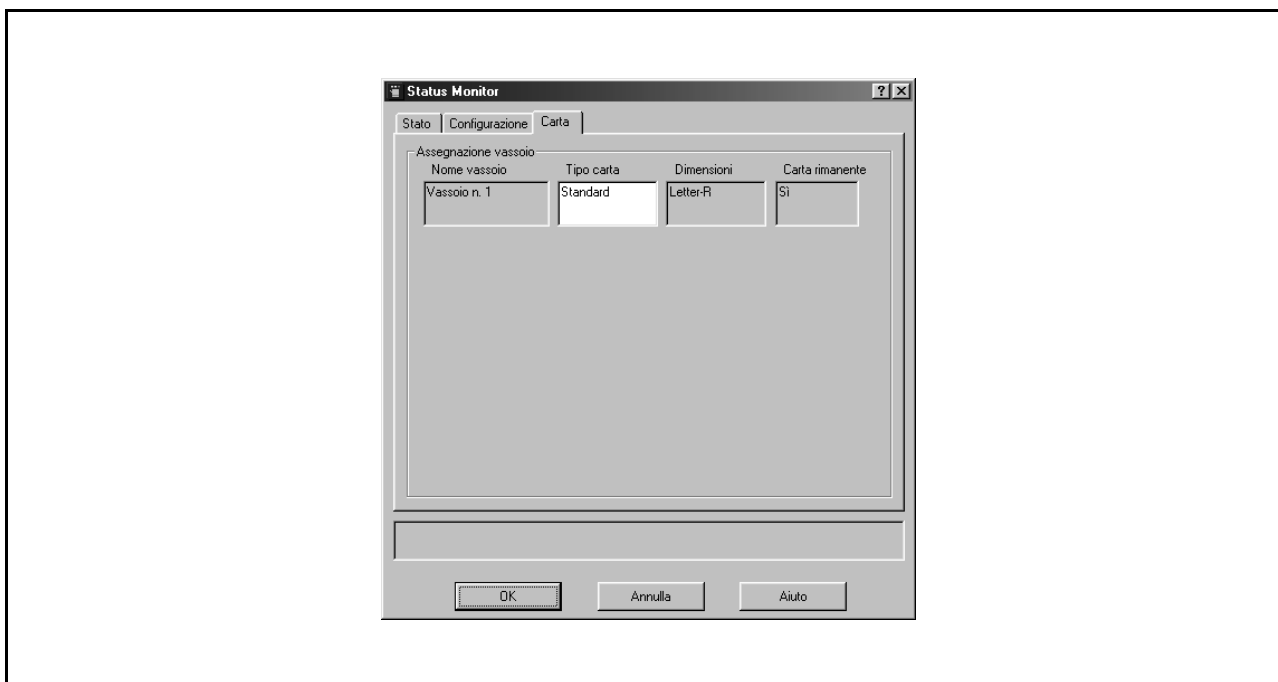 Status Monitor
Stato Configurazione Carta
Assegnazione vassoio
Nome vassoio Tipo carta Dimensioni Carta rimanente
Vassoio n. 1 Standard Letter-R Sì
OK Annulla Aiuto